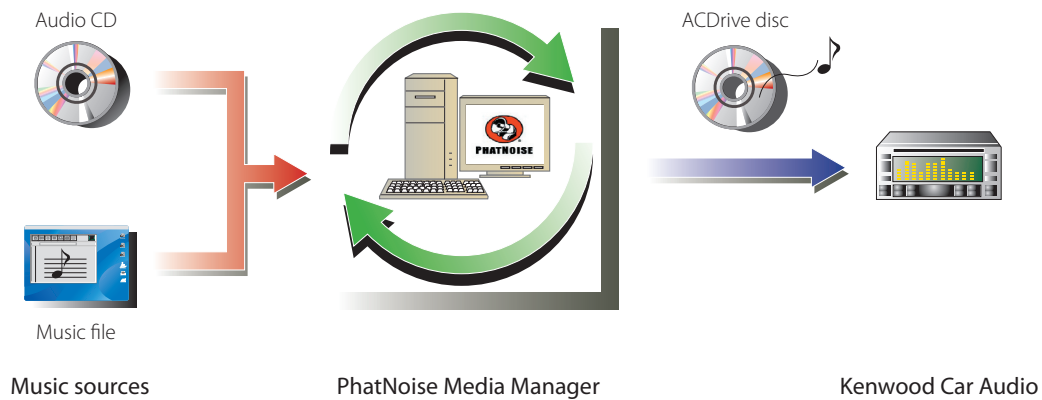 Audio CD
ACDrive disc
PHATNOISE
Music file
Music sources
PhatNoise Media Manager
Kenwood Car Audio